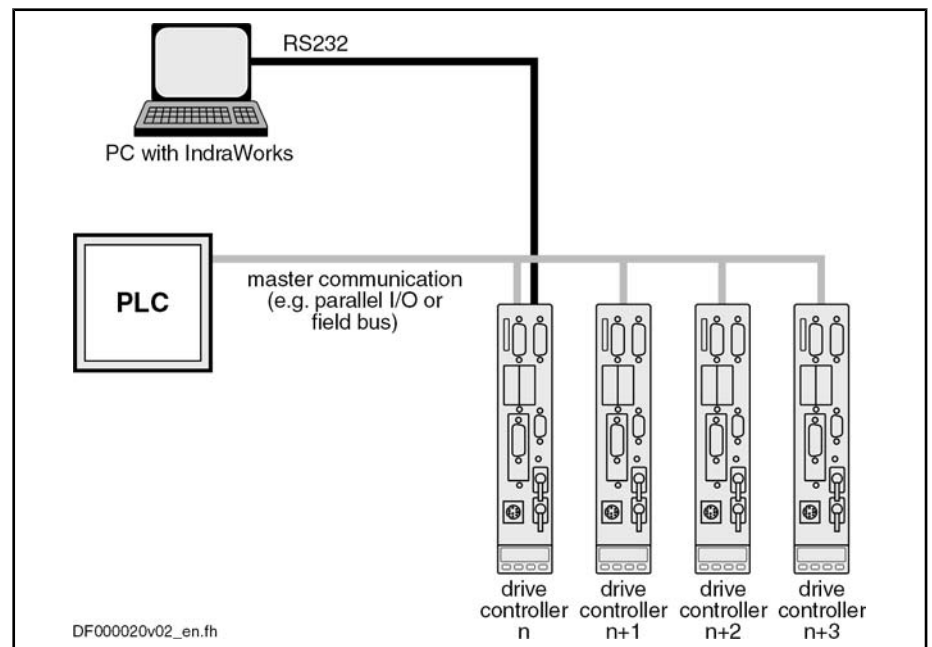 RS232
PC with IndraWorks
PLC
master communication
(e.g. parallel I/O or
field bus)
drive
controller
n
drive
controller
n+1
drive
controller
n+2
drive
controller
n+3
DF000020v02_en.fh